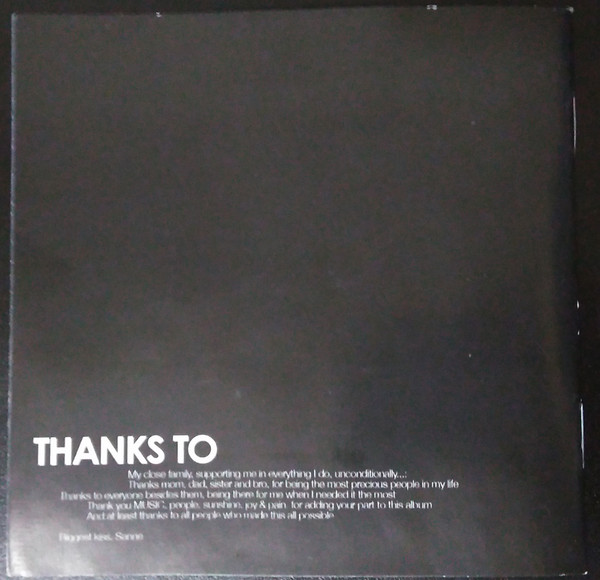 THANKS TO
My close family, supporting me in everything I do, unconditionally...:
Thanks mom, dad, sister and bro, for being the most precious people in my life
Thanks to everyone besides them, being there for me when I needed it the most
Thank you MUSIC, people, sunshine, joy & pain, for adding your part to this album
And at least thanks to all people who made this all possible
Biggest kiss, Sanne